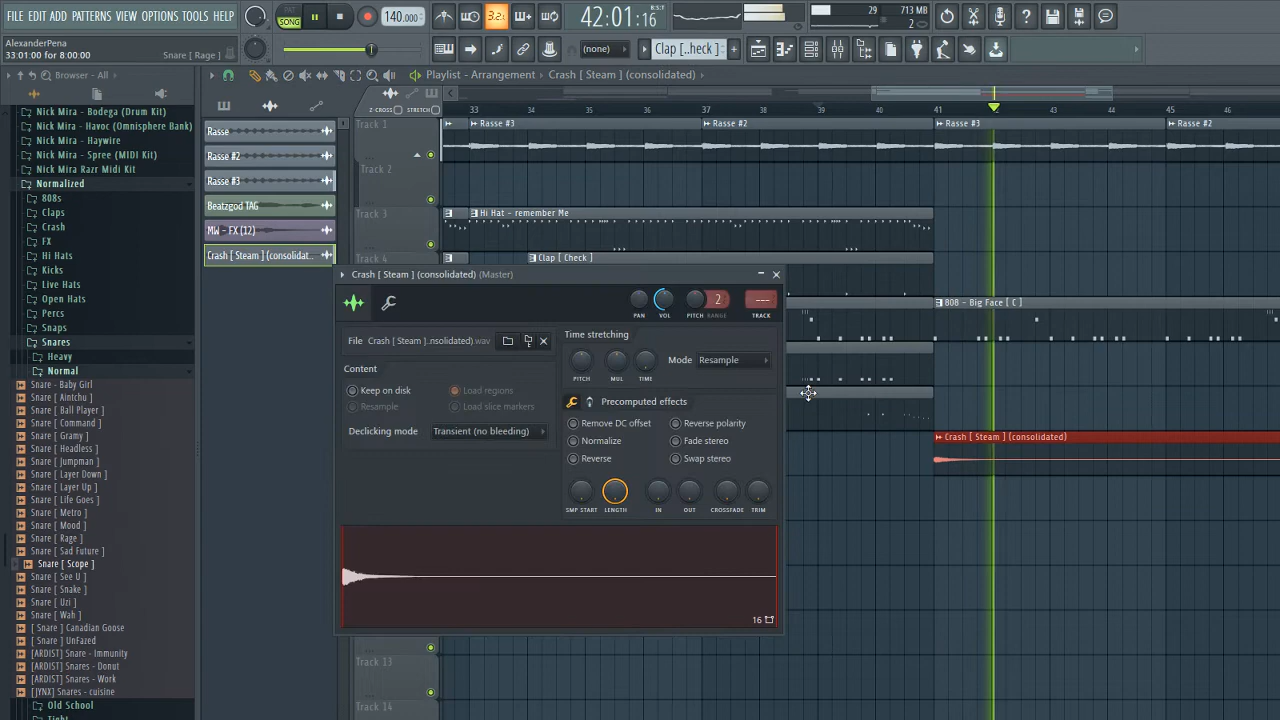 FILE EDIT ADD PATTERNS VIEW OPTIONS TOOLS HELP
PAT
SONG
140.000
3.2.
42:01:16
B:S:T
29
713 MB
2
AlexanderPena
33:01:00 for 8:00:00
Snare [ Rage ]
(none)
Clap [..heck ]
Browser - All
Playlist - Arrangement › Crash [ Steam ] (consolidated) ›
Z-CROSS
STRETCH
33 34 35 36 37 38 39 40 41 43 44 45 46
Nick Mira - Bodega (Drum Kit)
Nick Mira - Havoc (Omnisphere Bank)
Nick Mira - Haywire
Nick Mira - Spree (MIDI Kit)
Nick Mira Razr Midi Kit
Normalized
808s
Claps
Crash
FX
Hi Hats
Kicks
Live Hats
Open Hats
Percs
Snaps
Snares
Heavy
Normal
Snare - Baby Girl
Snare [ Aintchu ]
Snare [ Ball Player ]
Snare [ Command ]
Snare [ Gramy ]
Snare [ Headless ]
Snare [ Jumpman ]
Snare [ Layer Down ]
Snare [ Layer Up ]
Snare [ Life Goes ]
Snare [ Metro ]
Snare [ Mood ]
Snare [ Rage ]
Snare [ Sad Future ]
Snare [ Scope ]
Snare [ See U ]
Snare [ Snake ]
Snare [ Uzi ]
Snare [ Wah ]
[ Snare ] Canadian Goose
[ Snare ] UnFazed
[ARDIST] Snare - Immunity
[ARDIST] Snares - Donut
[ARDIST] Snares - Work
[JYNX] Snares - cuisine
Old School
Tight
Rasse
Rasse #2
Rasse #3
Beatzgod TAG
MW - FX (12)
Crash [ Steam ] (consolidat..
Track 1
Track 2
Track 3
Track 4
Track 13
Track 14
Rasse #3
Rasse #2
Rasse #3
Rasse #2
Hi Hat - remember Me
Clap [ Check ]
808 - Big Face [ C ]
Crash [ Steam ] (consolidated)
Crash [ Steam ] (consolidated) (Master)
PAN
VOL
PITCH
RANGE
2
---
TRACK
File
Crash [ Steam ]..nsolidated).wav
Content
Keep on disk
Load regions
Resample
Load slice markers
Declicking mode
Transient (no bleeding)
Time stretching
PITCH
MUL
TIME
Mode
Resample
Precomputed effects
Remove DC offset
Reverse polarity
Normalize
Fade stereo
Reverse
Swap stereo
SMP START
LENGTH
IN
OUT
CROSSFADE
TRIM
16